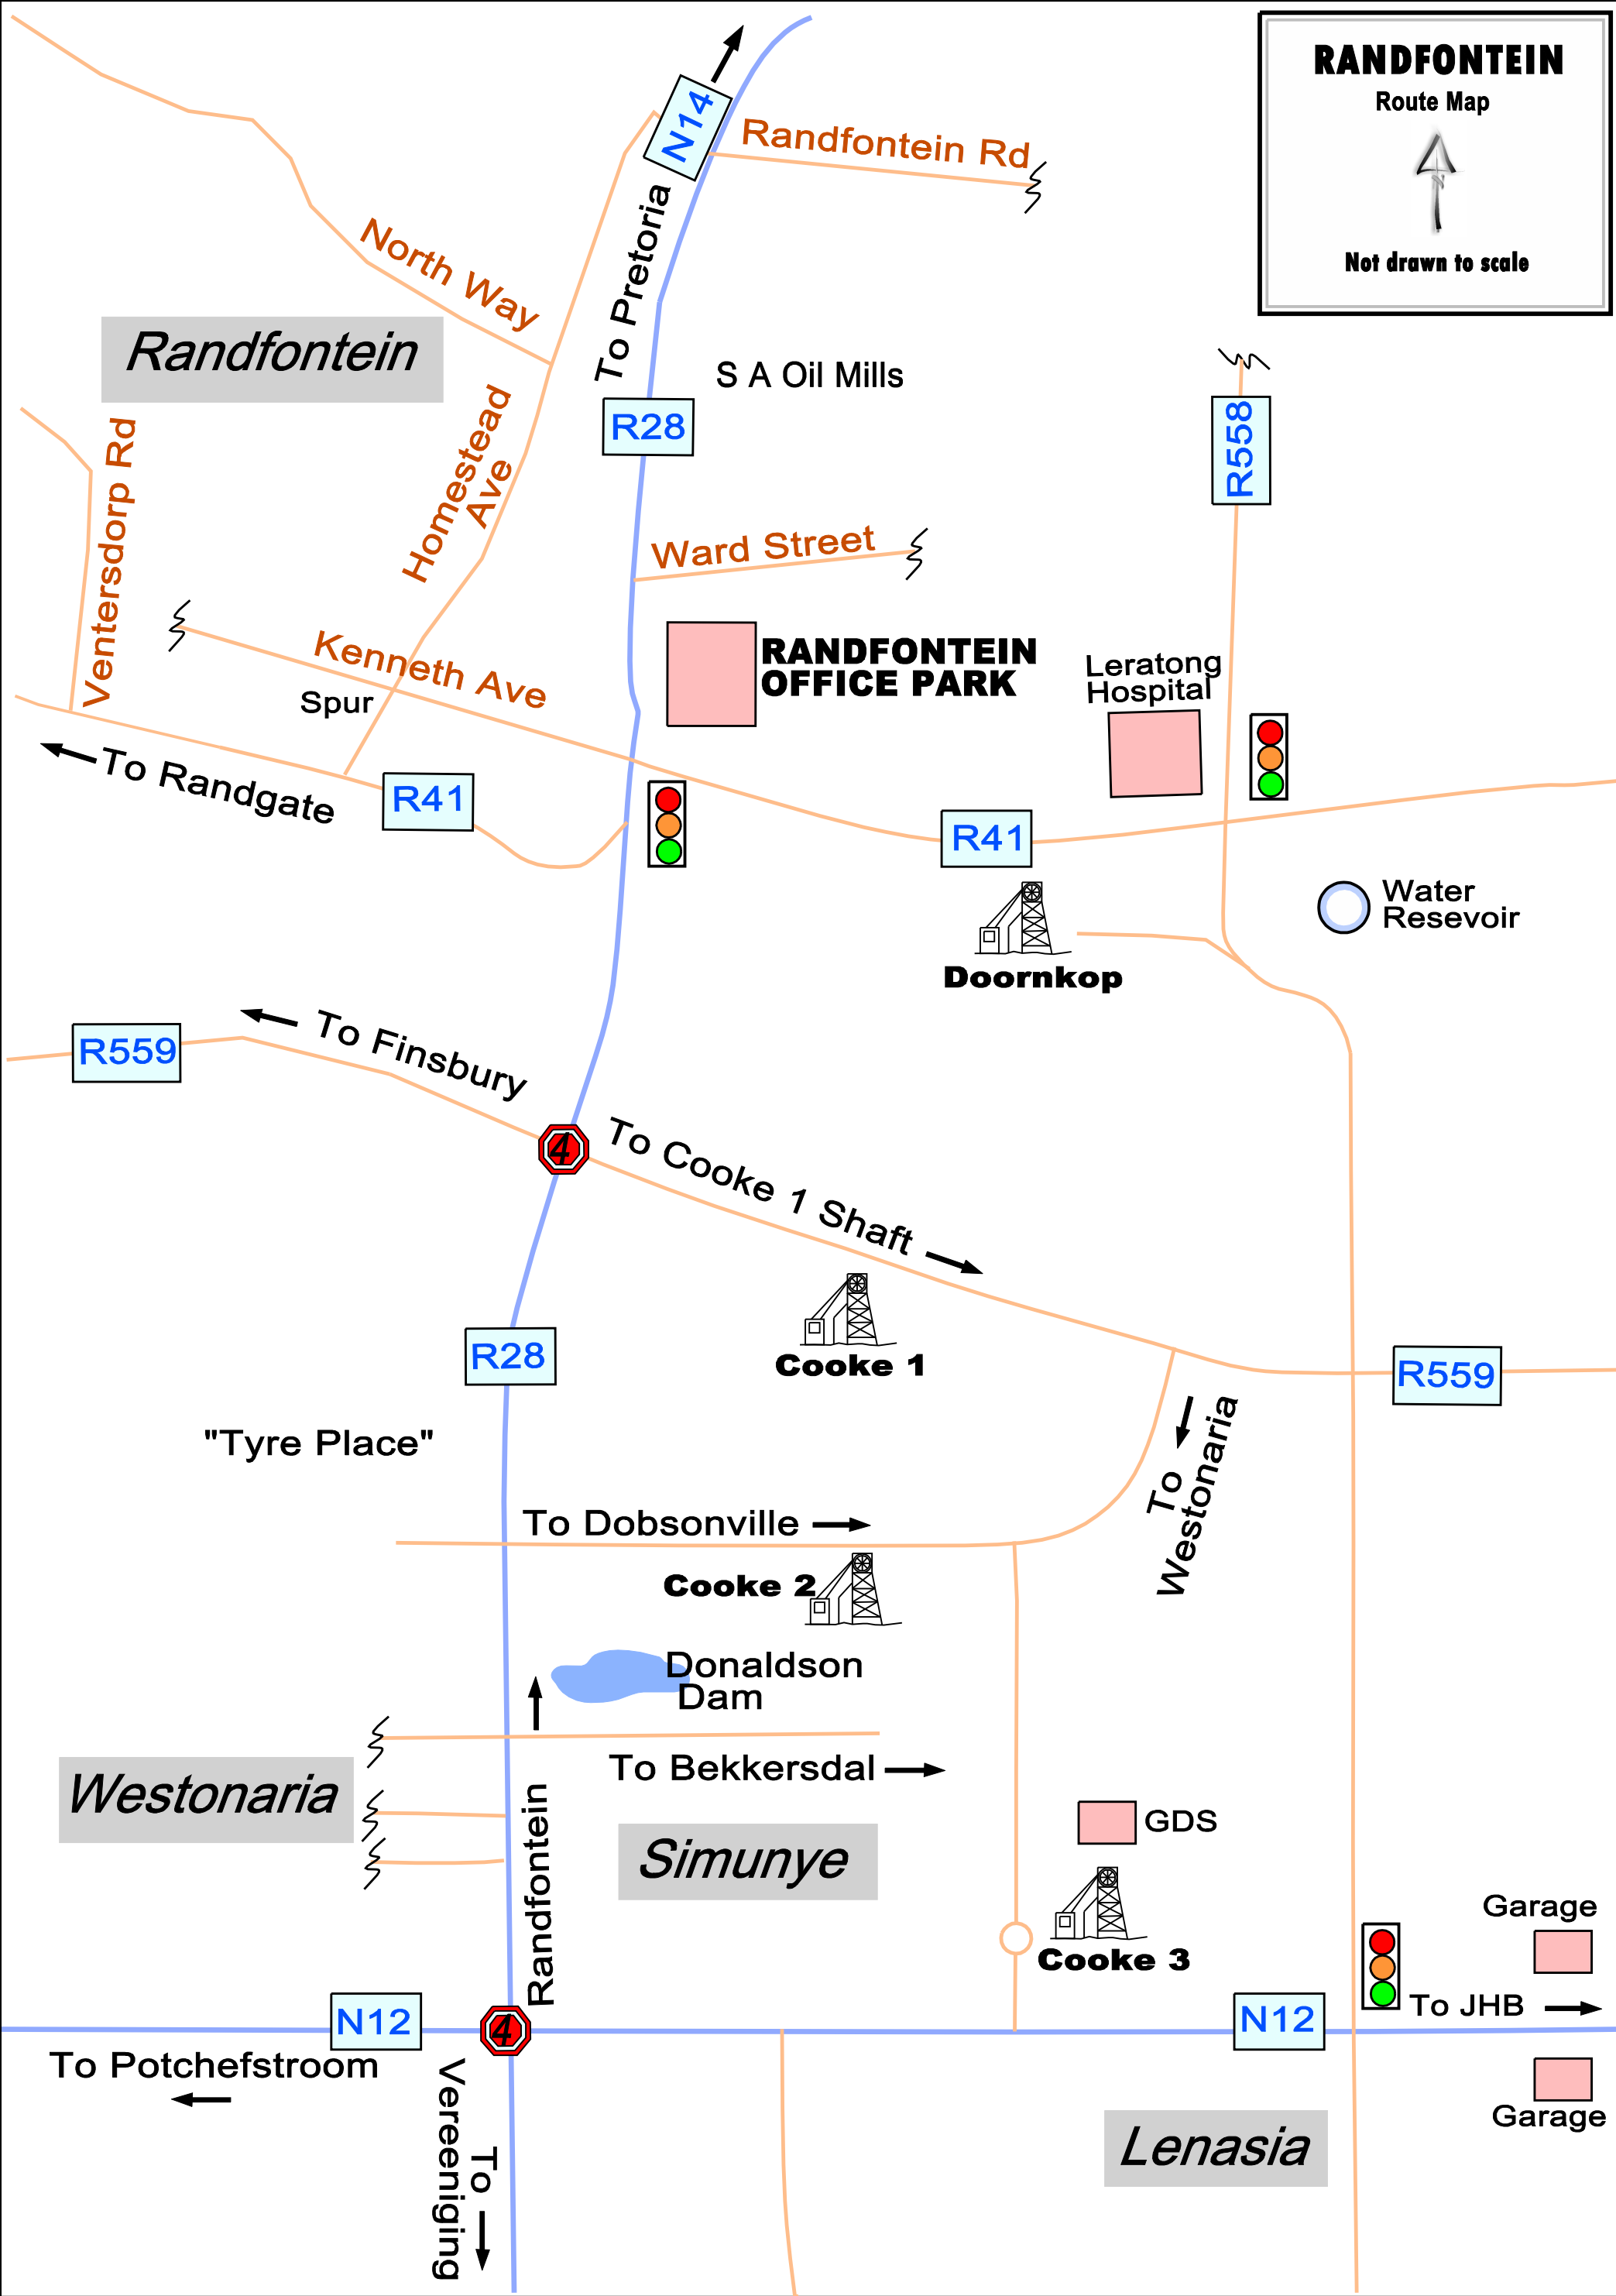 RANDFONTEIN
Route Map
N
Not drawn to scale
N14
Randfontein Rd
To Pretoria
North Way
Randfontein
S A Oil Mills
R28
R558
Homestead
Ave
Ventersdorp Rd
Ward Street
Kenneth Ave
RANDFONTEIN
OFFICE PARK
Leratong
Hospital
Spur
To Randgate
R41
R41
Water
Resevoir
Doornkop
R559
To Finsbury
4
To Cooke 1 Shaft
Cooke 1
R28
R559
"Tyre Place"
To
Westonaria
To Dobsonville
Cooke 2
Donaldson
Dam
To Bekkersdal
Westonaria
Simunye
Randfontein
GDS
Cooke 3
Garage
To JHB
N12
4
N12
To Potchefstroom
To
Vereeniging
Garage
Lenasia